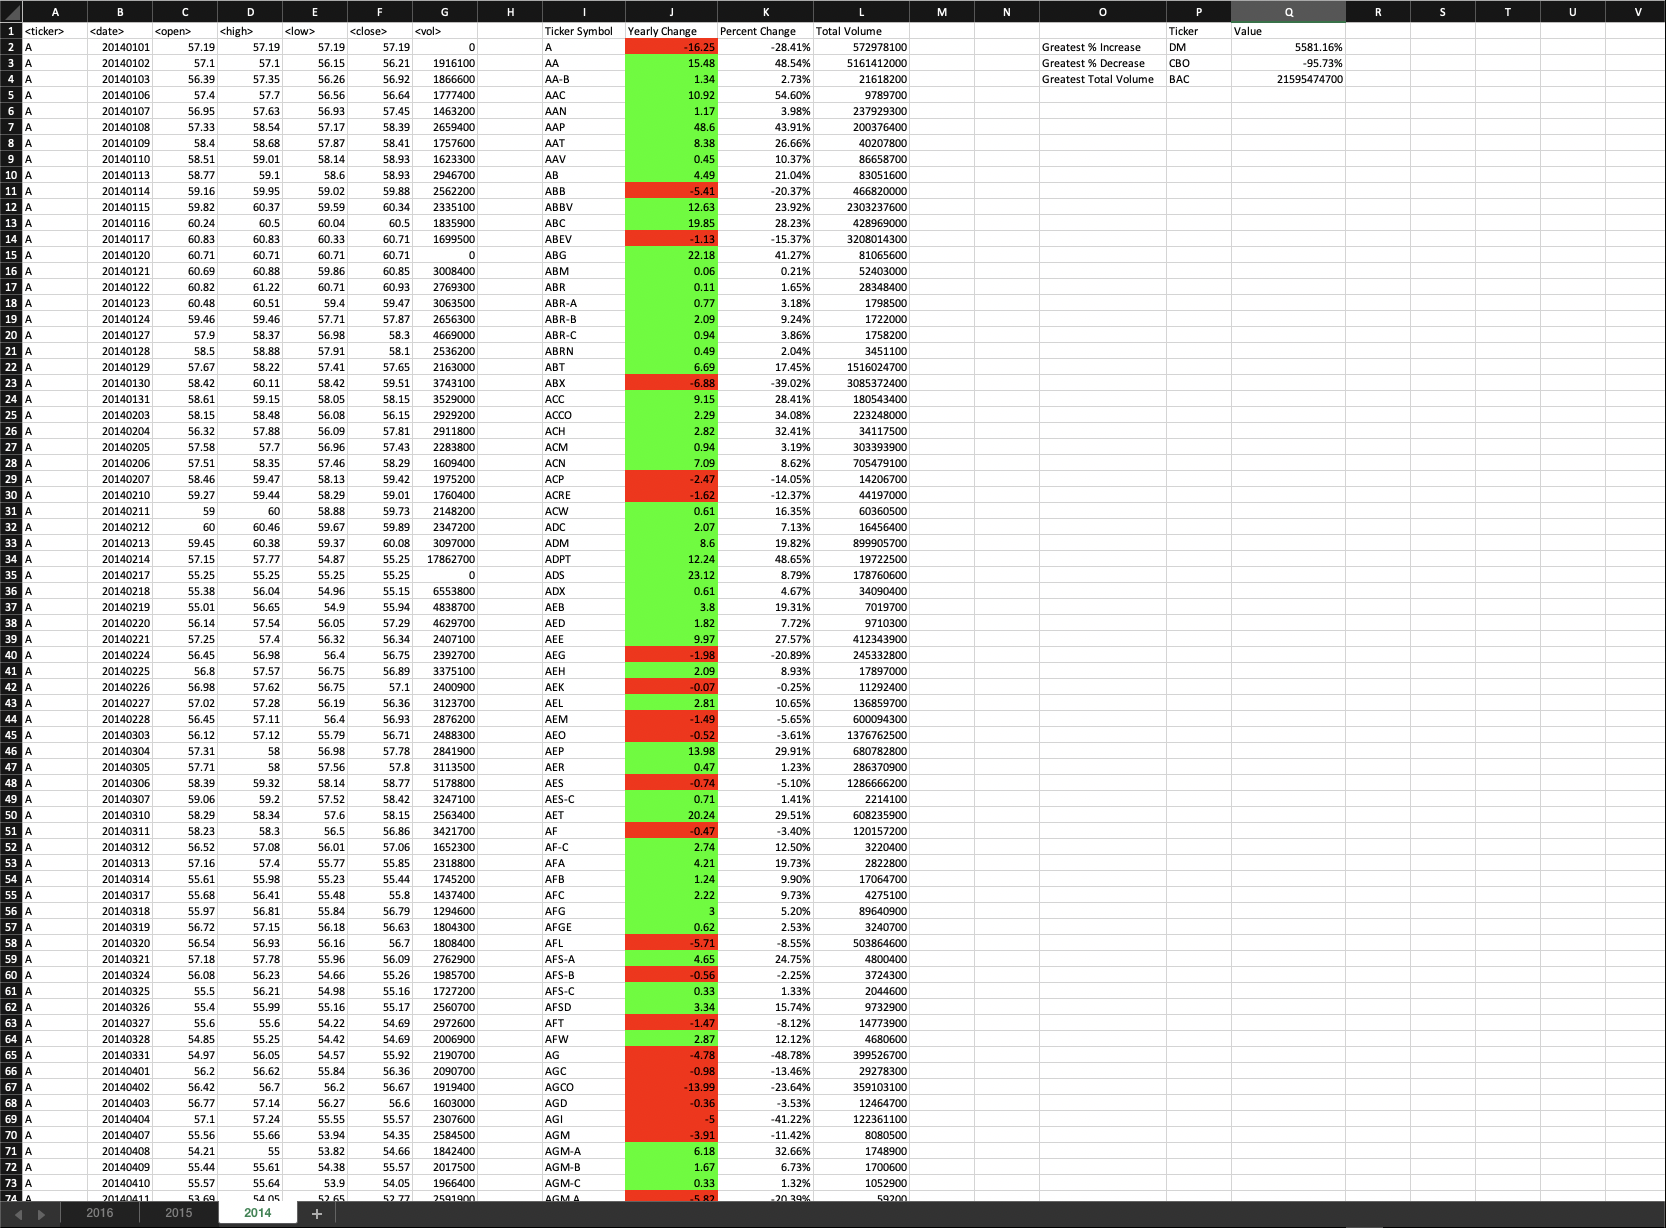 A B C D E F G H I J K L M N O P Q R S T U V
1 <ticker> <date> <open> <high> <low> <close> <vol> Ticker Symbol Yearly Change Percent Change Total Volume Ticker Value
2 A 20140101 57.19 57.19 57.19 57.19 0 A -16.25 -28.41% 572978100 Greatest % Increase DM 5581.16%
3 A 20140102 57.1 57.1 56.15 56.21 1916100 AA 15.48 48.54% 5161412000 Greatest % Decrease CBO -95.73%
4 A 20140103 56.39 57.35 56.26 56.92 1866600 AA-B 1.34 2.73% 21618200 Greatest Total Volume BAC 21595474700
5 A 20140106 57.4 57.7 56.56 56.64 1777400 AAC 10.92 54.60% 9789700
6 A 20140107 56.95 57.63 56.93 57.45 1463200 AAN 1.17 3.98% 237929300
7 A 20140108 57.33 58.54 57.17 58.39 2659400 AAP 48.6 43.91% 200376400
8 A 20140109 58.4 58.68 57.87 58.41 1757600 AAT 8.38 26.66% 40207800
9 A 20140110 58.51 59.01 58.14 58.93 1623300 AAV 0.45 10.37% 86658700
10 A 20140113 58.77 59.1 58.6 58.93 2946700 AB 4.49 21.04% 83051600
11 A 20140114 59.16 59.95 59.02 59.88 2562200 ABB -5.41 -20.37% 466820000
12 A 20140115 59.82 60.37 59.59 60.34 2335100 ABBV 12.63 23.92% 2303237600
13 A 20140116 60.24 60.5 60.04 60.5 1835900 ABC 19.85 28.23% 428969000
14 A 20140117 60.83 60.83 60.33 60.71 1699500 ABEV -1.13 -15.37% 3208014300
15 A 20140120 60.71 60.71 60.71 60.71 0 ABG 22.18 41.27% 81065600
16 A 20140121 60.69 60.88 59.86 60.85 3008400 ABM 0.06 0.21% 52403000
17 A 20140122 60.82 61.22 60.71 60.93 2769300 ABR 0.11 1.65% 28348400
18 A 20140123 60.48 60.51 59.4 59.47 3063500 ABR-A 0.77 3.18% 1798500
19 A 20140124 59.46 59.46 57.71 57.87 2656300 ABR-B 2.09 9.24% 1722000
20 A 20140127 57.9 58.37 56.98 58.3 4669000 ABR-C 0.94 3.86% 1758200
21 A 20140128 58.5 58.88 57.91 58.1 2536200 ABRN 0.49 2.04% 3451100
22 A 20140129 57.67 58.22 57.41 57.65 2163000 ABT 6.69 17.45% 1516024700
23 A 20140130 58.42 60.11 58.42 59.51 3743100 ABX -6.88 -39.02% 3085372400
24 A 20140131 58.61 59.15 58.05 58.15 3529000 ACC 9.15 28.41% 180543400
25 A 20140203 58.15 58.48 56.08 56.15 2929200 ACCO 2.29 34.08% 223248000
26 A 20140204 56.32 57.88 56.09 57.81 2911800 ACH 2.82 32.41% 34117500
27 A 20140205 57.58 57.7 56.96 57.43 2283800 ACM 0.94 3.19% 303393900
28 A 20140206 57.51 58.35 57.46 58.29 1609400 ACN 7.09 8.62% 705479100
29 A 20140207 58.46 59.47 58.13 59.42 1975200 ACP -2.47 -14.05% 14206700
30 A 20140210 59.27 59.44 58.29 59.01 1760400 ACRE -1.62 -12.37% 44197000
31 A 20140211 59 60 58.88 59.73 2148200 ACW 0.61 16.35% 60360500
32 A 20140212 60 60.46 59.67 59.89 2347200 ADC 2.07 7.13% 16456400
33 A 20140213 59.45 60.38 59.37 60.08 3097000 ADM 8.6 19.82% 899905700
34 A 20140214 57.15 57.77 54.87 55.25 17862700 ADPT 12.24 48.65% 19722500
35 A 20140217 55.25 55.25 55.25 55.25 0 ADS 23.12 8.79% 178760600
36 A 20140218 55.38 56.04 54.96 55.15 6553800 ADX 0.61 4.67% 34090400
37 A 20140219 55.01 56.65 54.9 55.94 4838700 AEB 3.8 19.31% 7019700
38 A 20140220 56.14 57.54 56.05 57.29 4629700 AED 1.82 7.72% 9710300
39 A 20140221 57.25 57.4 56.32 56.34 2407100 AEE 9.97 27.57% 412343900
40 A 20140224 56.45 56.98 56.4 56.75 2392700 AEG -1.98 -20.89% 245332800
41 A 20140225 56.8 57.57 56.75 56.89 3375100 AEH 2.09 8.93% 17897000
42 A 20140226 56.98 57.62 56.75 57.1 2400900 AEK -0.07 -0.25% 11292400
43 A 20140227 57.02 57.28 56.19 56.36 3123700 AEL 2.81 10.65% 136859700
44 A 20140228 56.45 57.11 56.4 56.93 2876200 AEM -1.49 -5.65% 600094300
45 A 20140303 56.12 57.12 55.79 56.71 2488300 AEO -0.52 -3.61% 1376762500
46 A 20140304 57.31 58 56.98 57.78 2841900 AEP 13.98 29.91% 680782800
47 A 20140305 57.71 58 57.56 57.8 3113500 AER 0.47 1.23% 286370900
48 A 20140306 58.39 59.32 58.14 58.77 5178800 AES -0.74 -5.10% 1286666200
49 A 20140307 59.06 59.2 57.52 58.42 3247100 AES-C 0.71 1.41% 2214100
50 A 20140310 58.29 58.34 57.6 58.15 2563400 AET 20.24 29.51% 608235900
51 A 20140311 58.23 58.3 56.5 56.86 3421700 AF -0.47 -3.40% 120157200
52 A 20140312 56.52 57.08 56.01 57.06 1652300 AF-C 2.74 12.50% 3220400
53 A 20140313 57.16 57.4 55.77 55.85 2318800 AFA 4.21 19.73% 2822800
54 A 20140314 55.61 55.98 55.23 55.44 1745200 AFB 1.24 9.90% 17064700
55 A 20140317 55.68 56.41 55.48 55.8 1437400 AFC 2.22 9.73% 4275100
56 A 20140318 55.97 56.81 55.84 56.79 1294600 AFG 3 5.20% 89640900
57 A 20140319 56.72 57.15 56.18 56.63 1804300 AFGE 0.62 2.53% 3240700
58 A 20140320 56.54 56.93 56.16 56.7 1808400 AFL -5.71 -8.55% 503864600
59 A 20140321 57.18 57.78 55.96 56.09 2762900 AFS-A 4.65 24.75% 4800400
60 A 20140324 56.08 56.23 54.66 55.26 1985700 AFS-B -0.56 -2.25% 3724300
61 A 20140325 55.5 56.21 54.98 55.16 1727200 AFS-C 0.33 1.33% 2044600
62 A 20140326 55.4 55.99 55.16 55.17 2560700 AFSD 3.34 15.74% 9732900
63 A 20140327 55.6 55.6 54.22 54.69 2972600 AFT -1.47 -8.12% 14773900
64 A 20140328 54.85 55.25 54.42 54.69 2006900 AFW 2.87 12.12% 4680600
65 A 20140331 54.97 56.05 54.57 55.92 2190700 AG -4.78 -48.78% 399526700
66 A 20140401 56.2 56.62 55.84 56.36 2090700 AGC -0.98 -13.46% 29278300
67 A 20140402 56.42 56.7 56.2 56.67 1919400 AGCO -13.99 -23.64% 359103100
68 A 20140403 56.77 57.14 56.27 56.6 1603000 AGD -0.36 -3.53% 12464700
69 A 20140404 57.1 57.24 55.55 55.57 2307600 AGI -5 -41.22% 122361100
70 A 20140407 55.56 55.66 53.94 54.35 2584500 AGM -3.91 -11.42% 8080500
71 A 20140408 54.21 55 53.82 54.66 1842400 AGM-A 6.18 32.66% 1748900
72 A 20140409 55.44 55.61 54.38 55.57 2017500 AGM-B 1.67 6.73% 1700600
73 A 20140410 55.57 55.64 53.9 54.05 1966400 AGM-C 0.33 1.32% 1052900
74 A 20140411 53.69 54.05 52.65 52.77 2591900 AGM.A -5.82 -20.39% 59200
2016 2015 2014 +